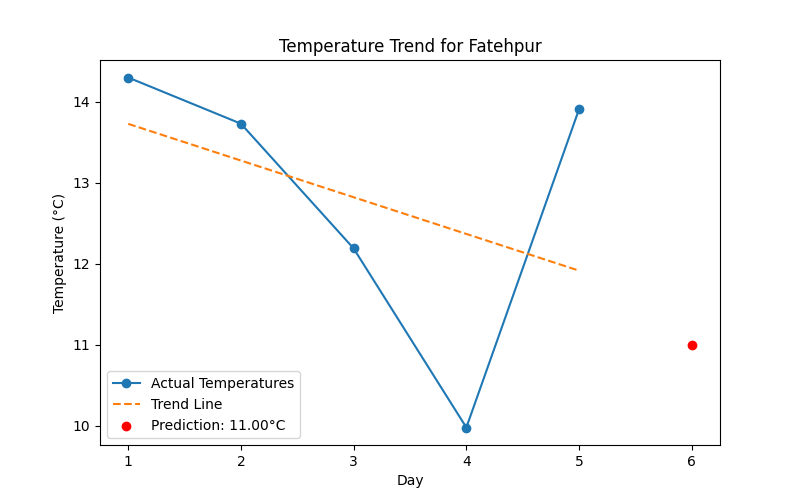 Temperature Trend for Fatehpur
Temperature (°C)
14
13
12
11
10
Actual Temperatures
Trend Line
Prediction: 11.00°C
1 2 3 4 5 6
Day